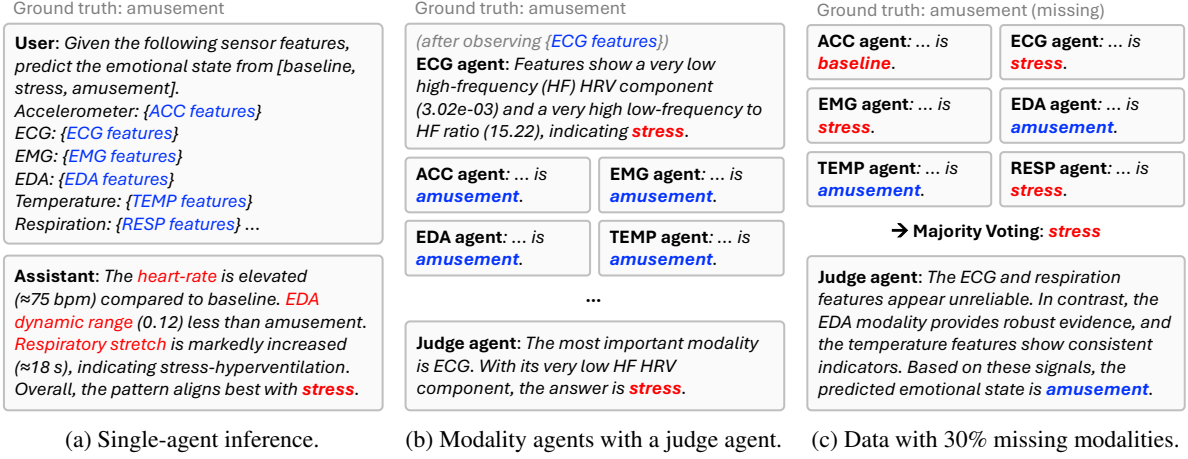 Ground truth: amusement
User: Given the following sensor features,
predict the emotional state from [baseline,
stress, amusement].
Accelerometer: {ACC features}
ECG: {ECG features}
EMG: {EMG features}
EDA: {EDA features}
Temperature: {TEMP features}
Respiration: {RESP features} ...
Assistant: The heart-rate is elevated
(≈75 bpm) compared to baseline. EDA
dynamic range (0.12) less than amusement.
Respiratory stretch is markedly increased
(≈18 s), indicating stress-hyperventilation.
Overall, the pattern aligns best with stress.
(a) Single-agent inference.
Ground truth: amusement
(after observing {ECG features})
ECG agent: Features show a very low
high-frequency (HF) HRV component
(3.02e-03) and a very high low-frequency to
HF ratio (15.22), indicating stress.
ACC agent: ... is
amusement.
EMG agent: ... is
amusement.
EDA agent: ... is
amusement.
TEMP agent: ... is
amusement.
...
Judge agent: The most important modality
is ECG. With its very low HF HRV
component, the answer is stress.
(b) Modality agents with a judge agent.
Ground truth: amusement (missing)
ACC agent: ... is
baseline.
ECG agent: ... is
stress.
EMG agent: ... is
stress.
EDA agent: ... is
amusement.
TEMP agent: ... is
amusement.
RESP agent: ... is
stress.
→ Majority Voting: stress
Judge agent: The ECG and respiration
features appear unreliable. In contrast, the
EDA modality provides robust evidence, and
the temperature features show consistent
indicators. Based on these signals, the
predicted emotional state is amusement.
(c) Data with 30% missing modalities.